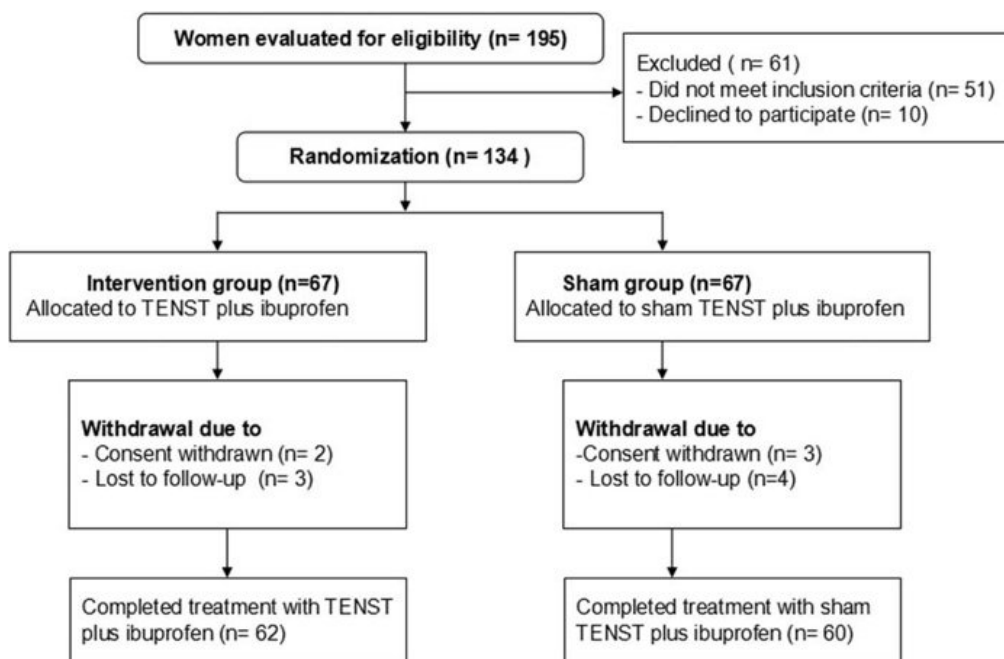 Women evaluated for eligibility (n= 195)
Excluded ( n= 61)
- Did not meet inclusion criteria (n= 51)
- Declined to participate (n= 10)
Randomization (n= 134 )
Intervention group (n=67)
Allocated to TENST plus ibuprofen
Sham group (n=67)
Allocated to sham TENST plus ibuprofen
Withdrawal due to
- Consent withdrawn (n= 2)
- Lost to follow-up (n= 3)
Withdrawal due to
-Consent withdrawn (n= 3)
- Lost to follow-up (n=4)
Completed treatment with TENST
plus ibuprofen (n= 62)
Completed treatment with sham
TENST plus ibuprofen (n= 60)